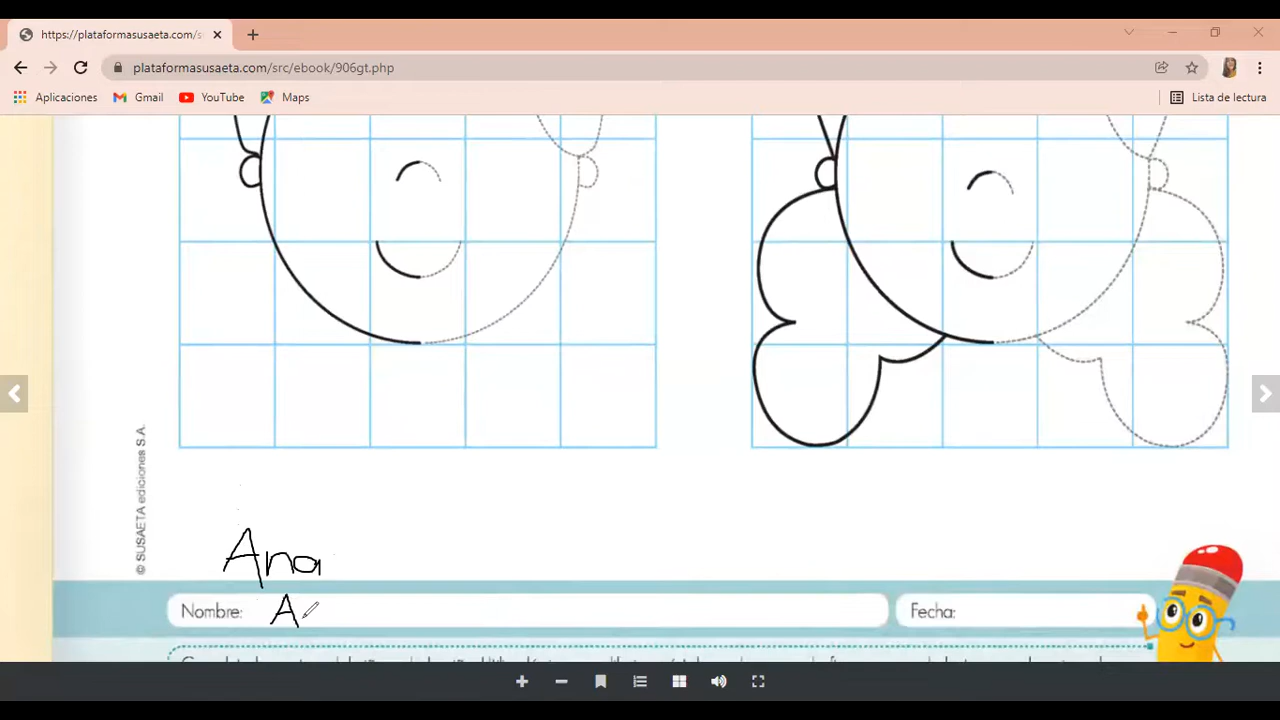 https://plataformasusaeta.com/s
plataformasusaeta.com/src/ebook/906gt.php
Aplicaciones Gmail YouTube Maps Lista de lectura
© SUSAETA ediciones S.A.
Ana
Nombre: A Fecha: